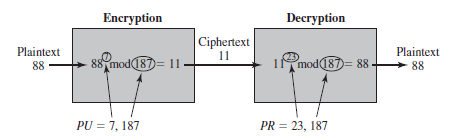 Encryption
Decryption
Plaintext
88
88^7 mod 187 = 11
Ciphertext
11
11^23 mod 187 = 88
Plaintext
88
PU = 7, 187
PR = 23, 187